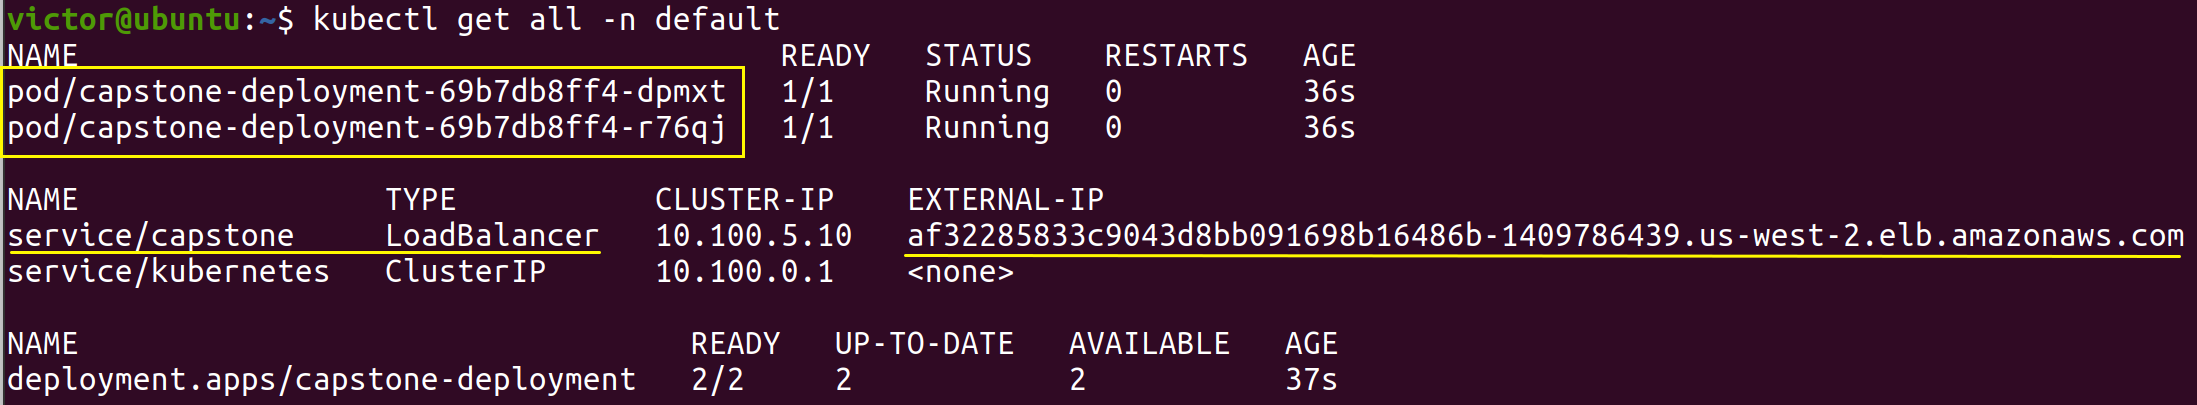 victor@ubuntu:~$ kubectl get all -n default
NAME READY STATUS RESTARTS AGE
pod/capstone-deployment-69b7db8ff4-dpmxt 1/1 Running 0 36s
pod/capstone-deployment-69b7db8ff4-r76qj 1/1 Running 0 36s
NAME TYPE CLUSTER-IP EXTERNAL-IP
service/capstone LoadBalancer 10.100.5.10 af32285833c9043d8bb091698b16486b-1409786439.us-west-2.elb.amazonaws.com
service/kubernetes ClusterIP 10.100.0.1 <none>
NAME READY UP-TO-DATE AVAILABLE AGE
deployment.apps/capstone-deployment 2/2 2 2 37s